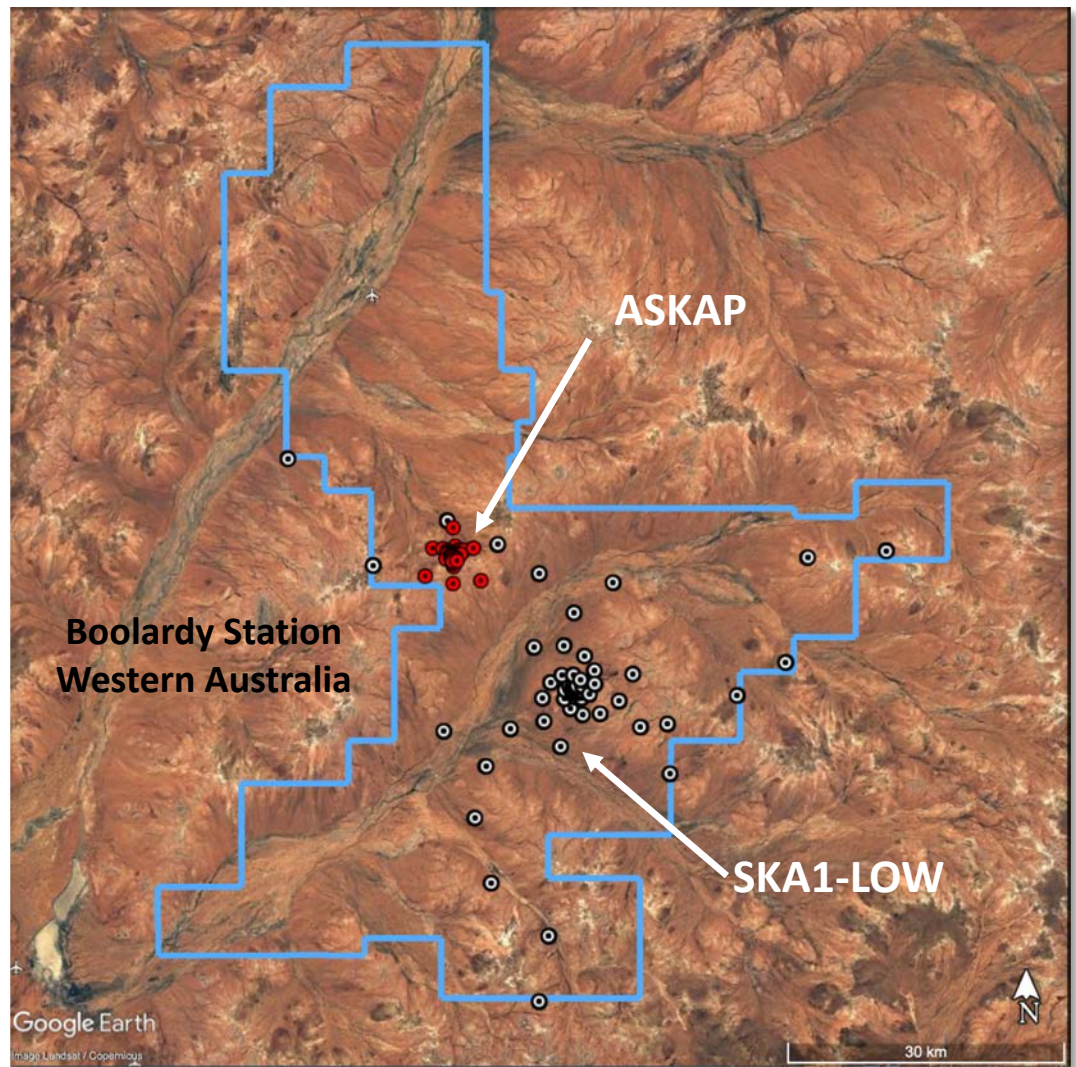 ASKAP
Boolardy Station
Western Australia
SKA1-LOW
N
Google Earth
30 km
Image Landsat / Copernicus